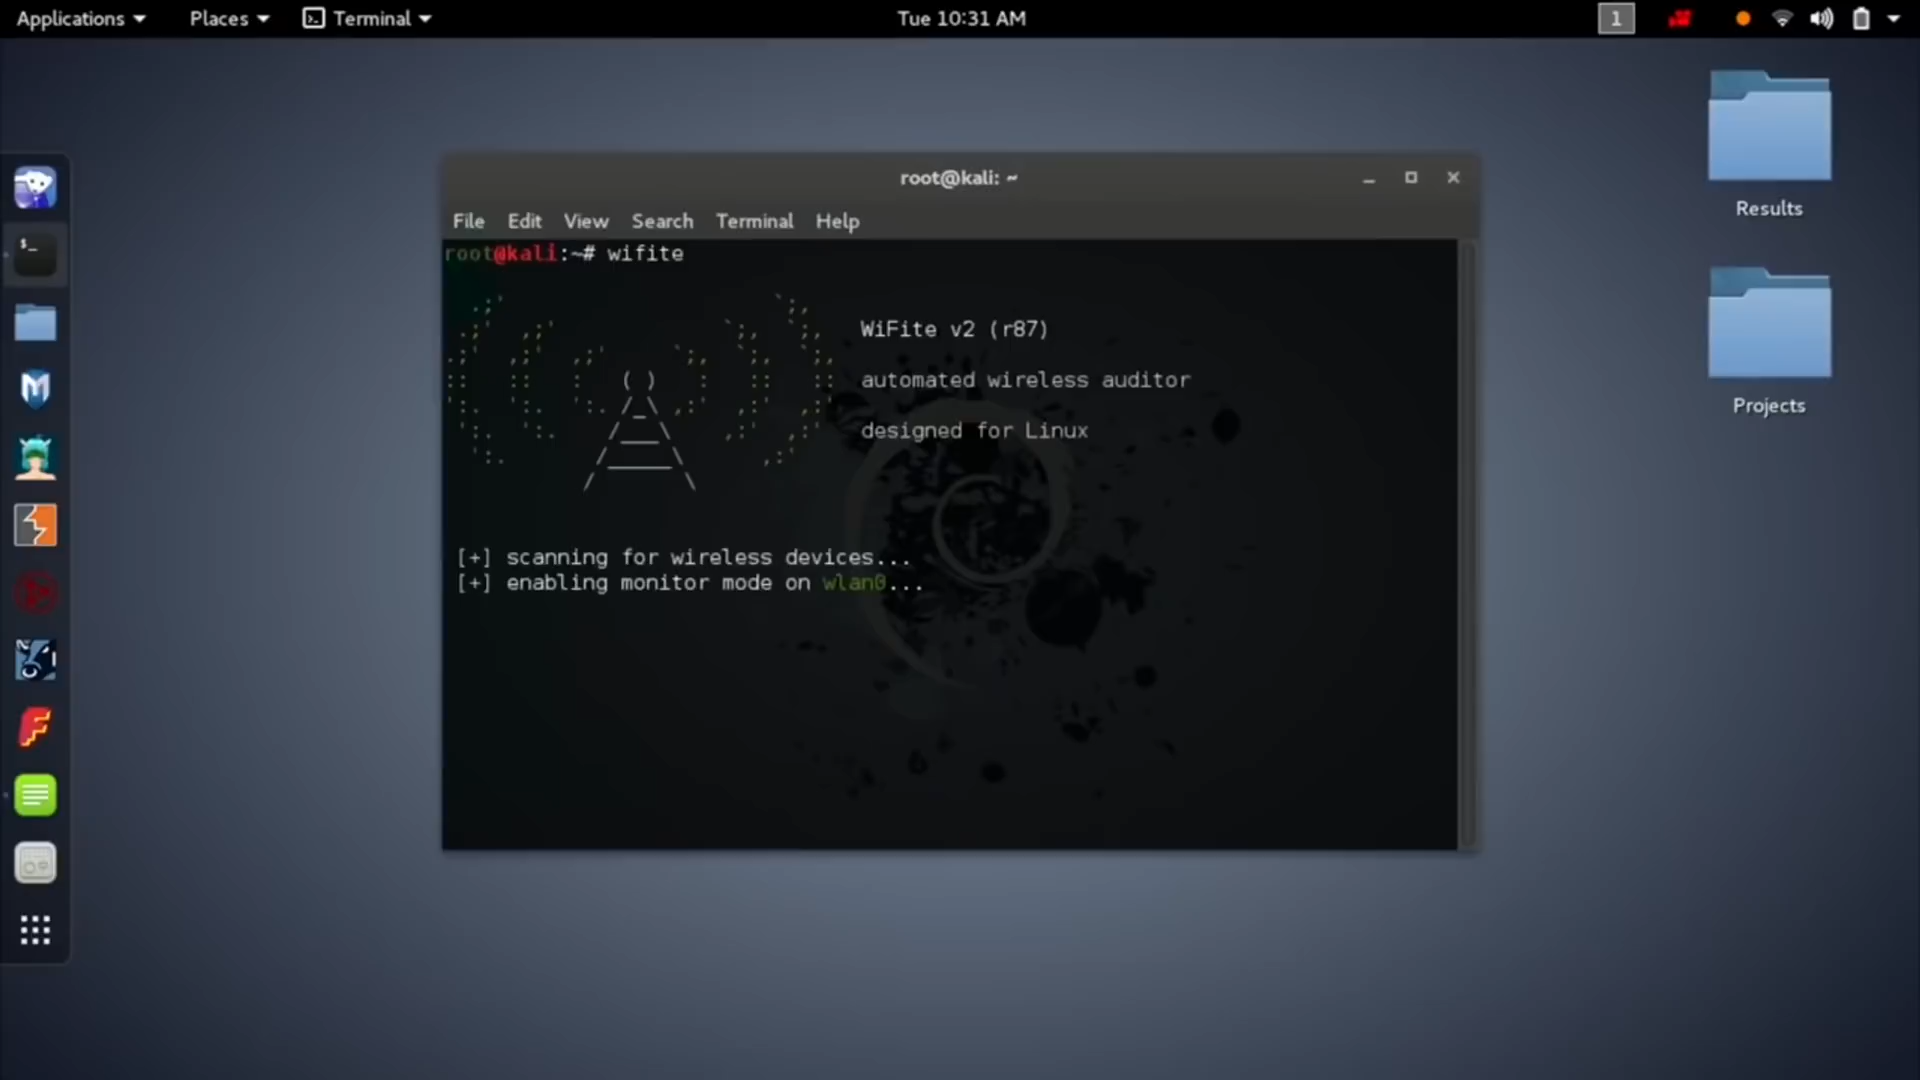 Applications Places Terminal Tue 10:31 AM 1
Results
Projects
root@kali: ~
File Edit View Search Terminal Help
root@kali:~# wifite
WiFite v2 (r87)
automated wireless auditor
designed for Linux
[+] scanning for wireless devices...
[+] enabling monitor mode on wlan0...